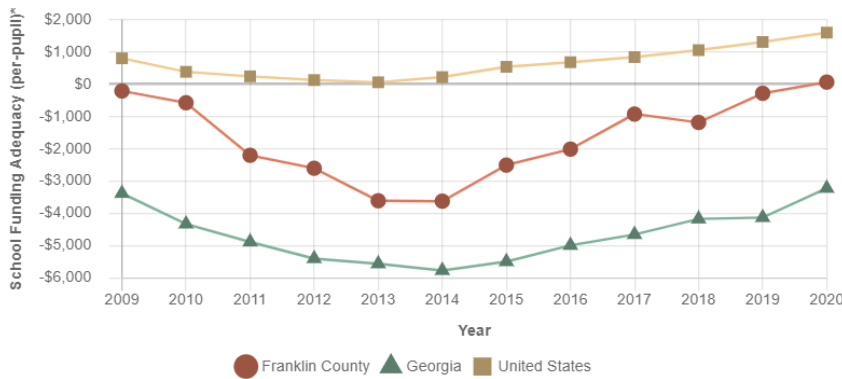 School Funding Adequacy (per-pupil)*
$2,000
$1,000
$0
-$1,000
-$2,000
-$3,000
-$4,000
-$5,000
-$6,000
2009 2010 2011 2012 2013 2014 2015 2016 2017 2018 2019 2020
Year
Franklin County Georgia United States